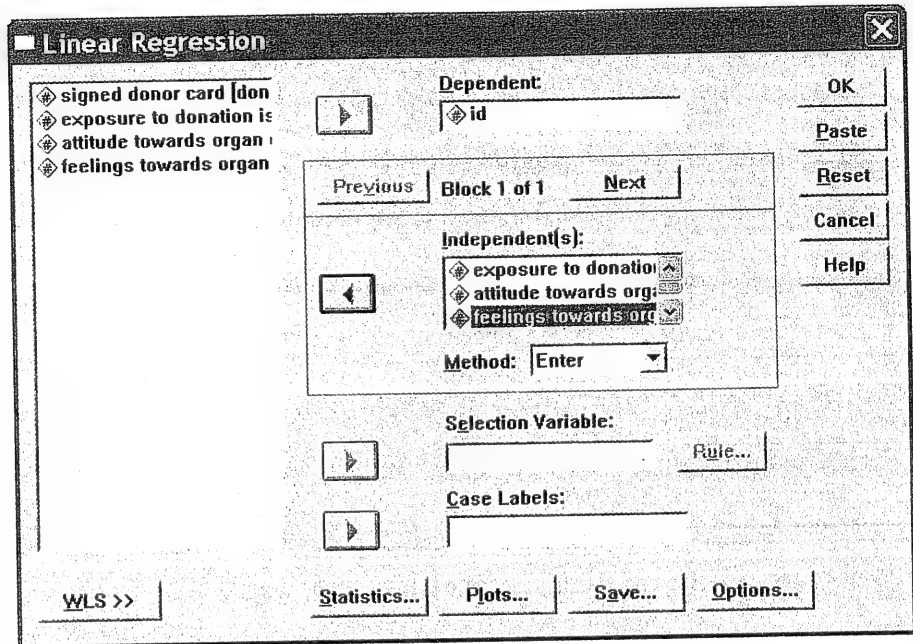 Linear Regression
signed donor card [don
exposure to donation is
attitude towards organ
feelings towards organ
Dependent:
id
Previous
Block 1 of 1
Next
Independent(s):
exposure to donation
attitude towards orga
feelings towards org
Method:
Enter
Selection Variable:
Rule...
Case Labels:
WLS >>
Statistics...
Plots...
Save...
Options...
OK
Paste
Reset
Cancel
Help